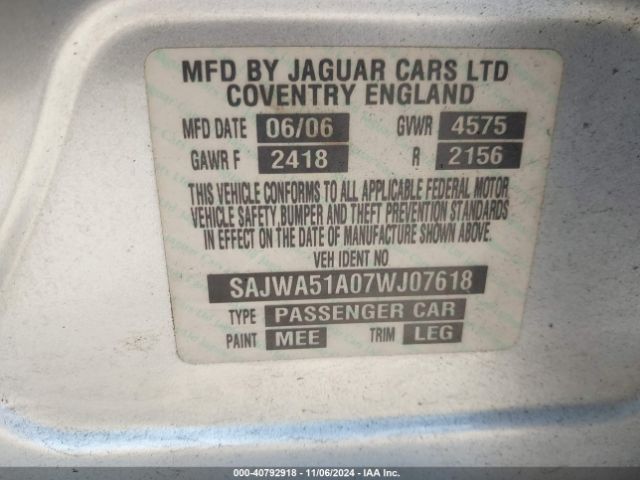 MFD BY JAGUAR CARS LTD
COVENTRY ENGLAND
MFD DATE 06/06 GVWR 4575
GAWR F 2418 R 2156
THIS VEHICLE CONFORMS TO ALL APPLICABLE FEDERAL MOTOR
VEHICLE SAFETY, BUMPER AND THEFT PREVENTION STANDARDS
IN EFFECT ON THE DATE OF MANUFACTURE SHOWN ABOVE.
VEH IDENT NO
SAJWA51A07WJ07618
TYPE PASSENGER CAR
PAINT MEE TRIM LEG
000-40792918 - 11/06/2024 - IAA Inc.